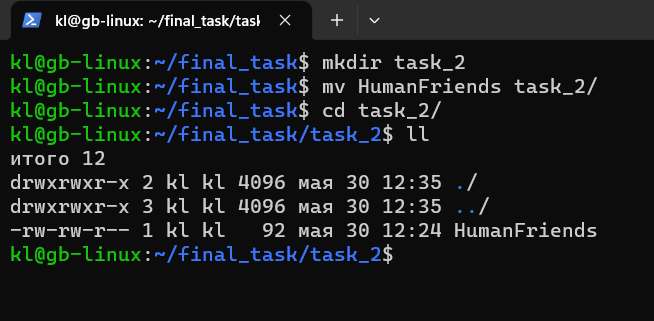 kl@gb-linux: ~/final_task/task
kl@gb-linux:~/final_task$ mkdir task_2
kl@gb-linux:~/final_task$ mv HumanFriends task_2/
kl@gb-linux:~/final_task$ cd task_2/
kl@gb-linux:~/final_task/task_2$ ll
итого 12
drwxrwxr-x 2 kl kl 4096 мая 30 12:35 ./
drwxrwxr-x 3 kl kl 4096 мая 30 12:35 ../
-rw-rw-r-- 1 kl kl   92 мая 30 12:24 HumanFriends
kl@gb-linux:~/final_task/task_2$